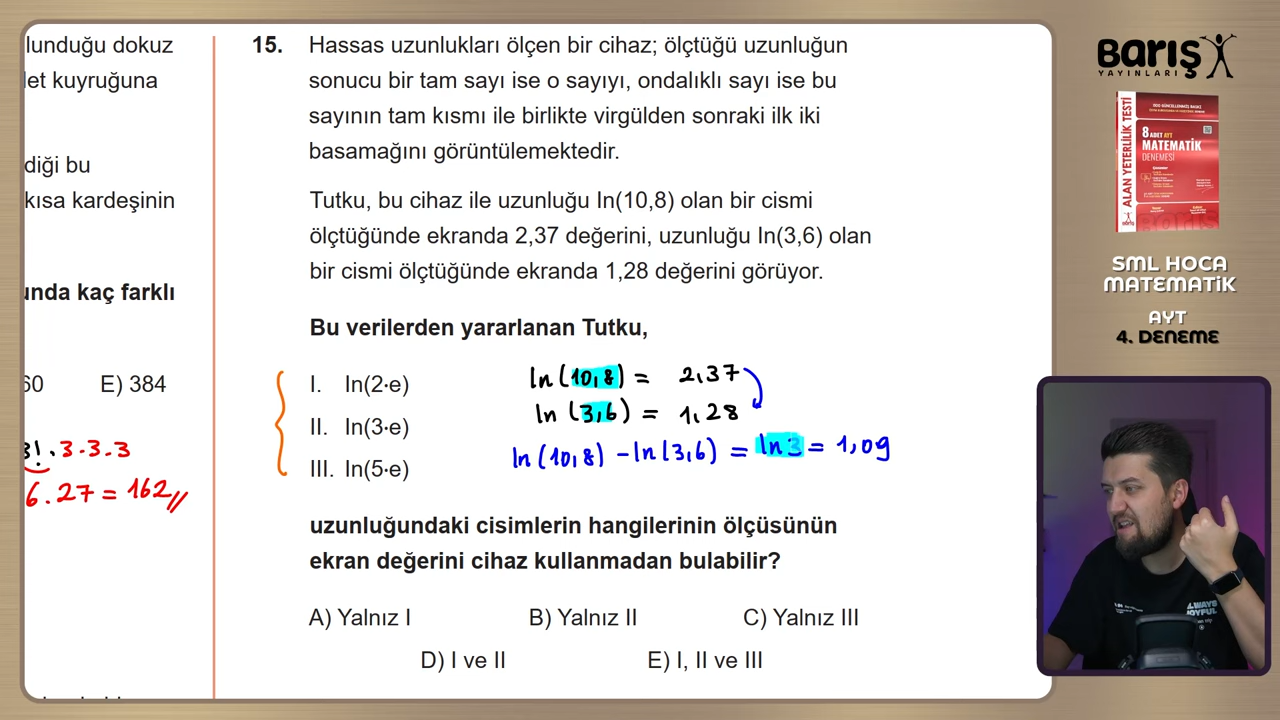 lunduğu dokuz
let kuyruğuna
diği bu
kısa kardeşinin
unda kaç farklı
60 E) 384
3! . 3 . 3 . 3
6 . 27 = 162 //
15. Hassas uzunlukları ölçen bir cihaz; ölçtüğü uzunluğun
sonucu bir tam sayı ise o sayıyı, ondalıklı sayı ise bu
sayının tam kısmı ile birlikte virgülden sonraki ilk iki
basamağını görüntülemektedir.
Tutku, bu cihaz ile uzunluğu ln(10,8) olan bir cismi
ölçtüğünde ekranda 2,37 değerini, uzunluğu ln(3,6) olan
bir cismi ölçtüğünde ekranda 1,28 değerini görüyor.
Bu verilerden yararlanan Tutku,
I. ln(2·e)
II. ln(3·e)
III. ln(5·e)
ln(10,8) = 2,37
ln(3,6) = 1,28
ln(10,8) - ln(3,6) = ln3 = 1,09
uzunluğundaki cisimlerin hangilerinin ölçüsünün
ekran değerini cihaz kullanmadan bulabilir?
A) Yalnız I B) Yalnız II C) Yalnız III
D) I ve II E) I, II ve III
Barış
YAYINLARI
ALAN YETERLİLİK TESTİ
8 ADET AYT
MATEMATİK
DENEMESİ
BARIŞ
SML HOCA
MATEMATİK
AYT
4. DENEME
ALWAYS
JOYFUL